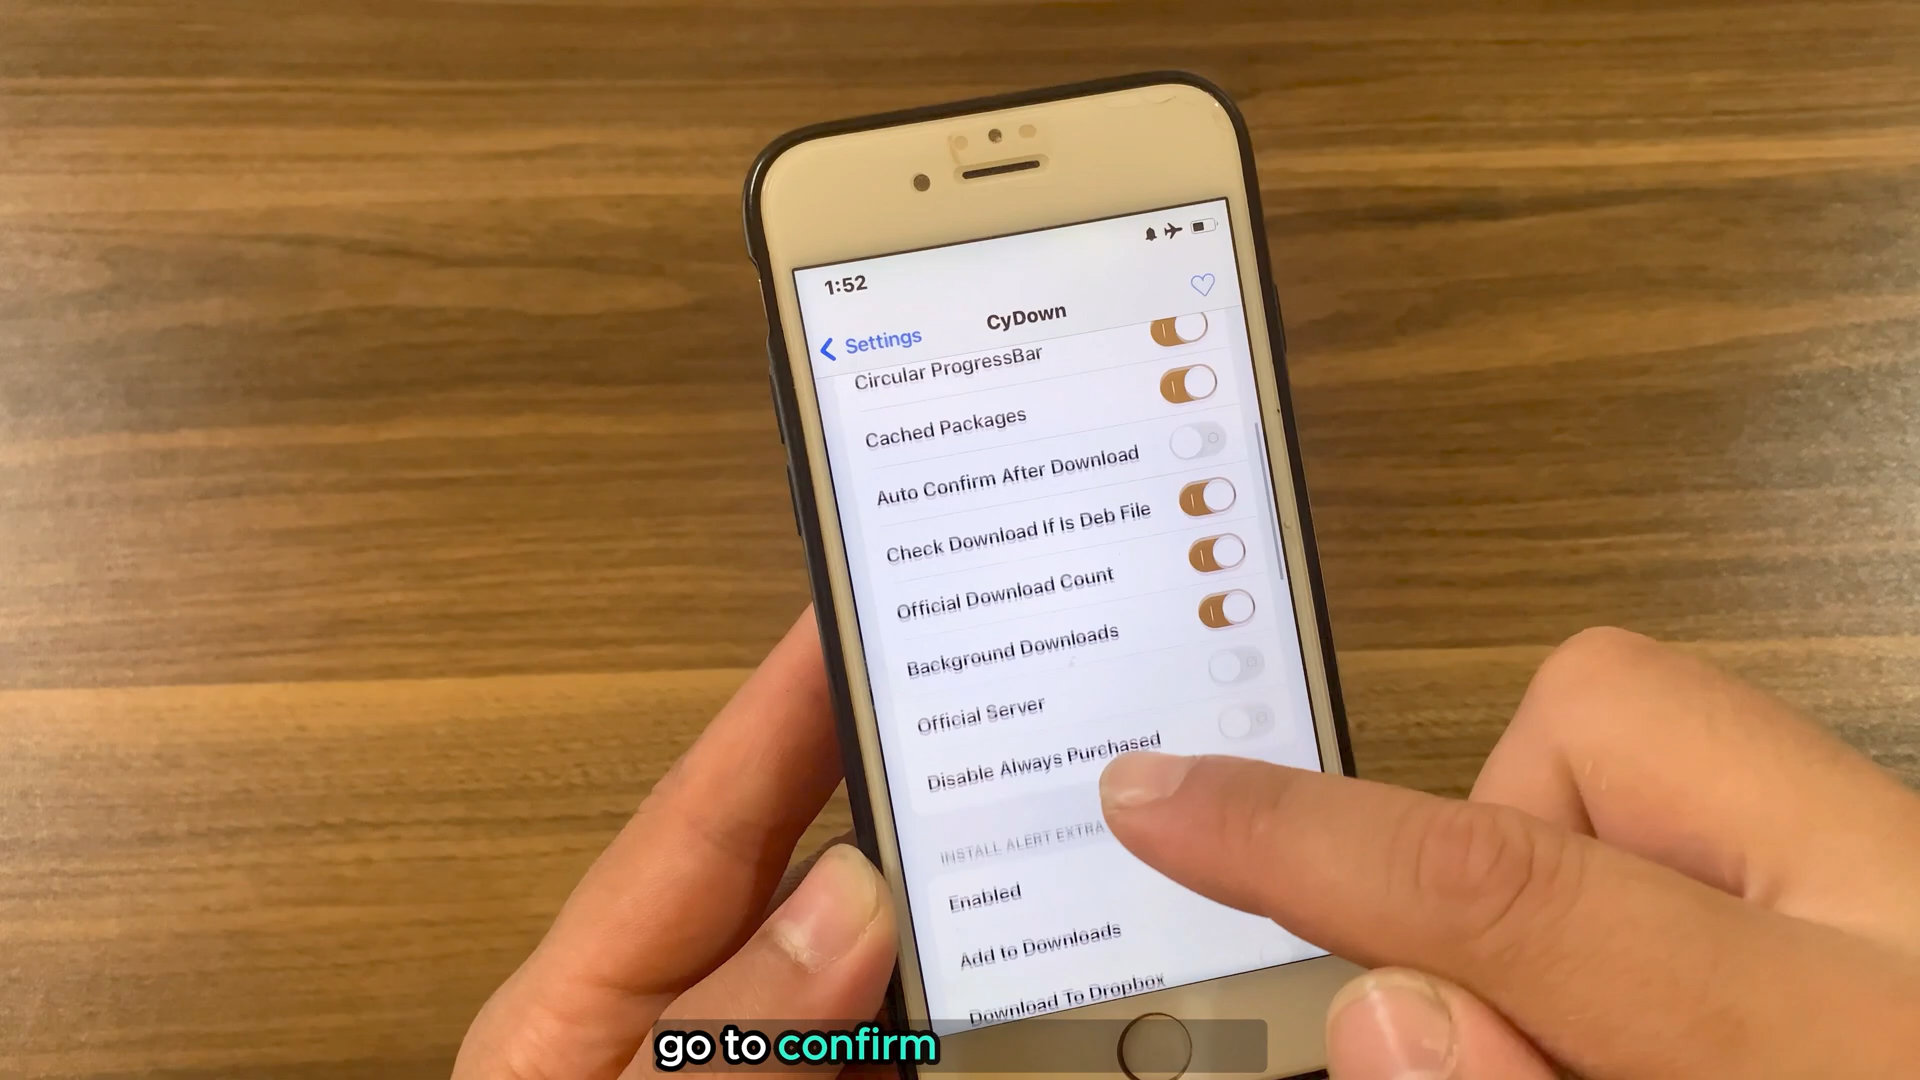 1:52
Settings
CyDown
Circular ProgressBar
Cached Packages
Auto Confirm After Download
Check Download If Is Deb File
Official Download Count
Background Downloads
Official Server
Disable Always Purchased
INSTALL ALERT EXTRA
Enabled
Add to Downloads
Download To Dropbox
go to confirm